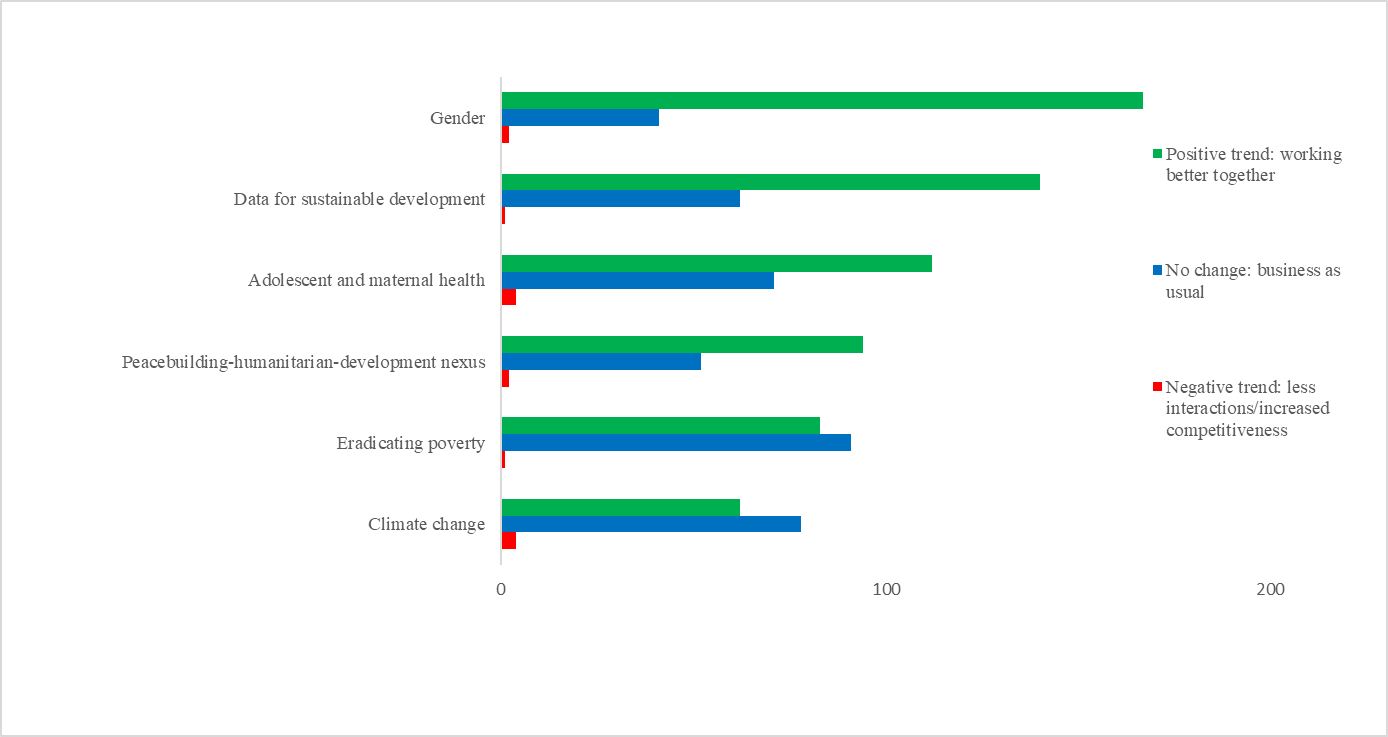 Gender
Data for sustainable development
Adolescent and maternal health
Peacebuilding-humanitarian-development nexus
Eradicating poverty
Climate change
0
100
200
Positive trend: working
better together
No change: business as
usual
Negative trend: less
interactions/increased
competitiveness